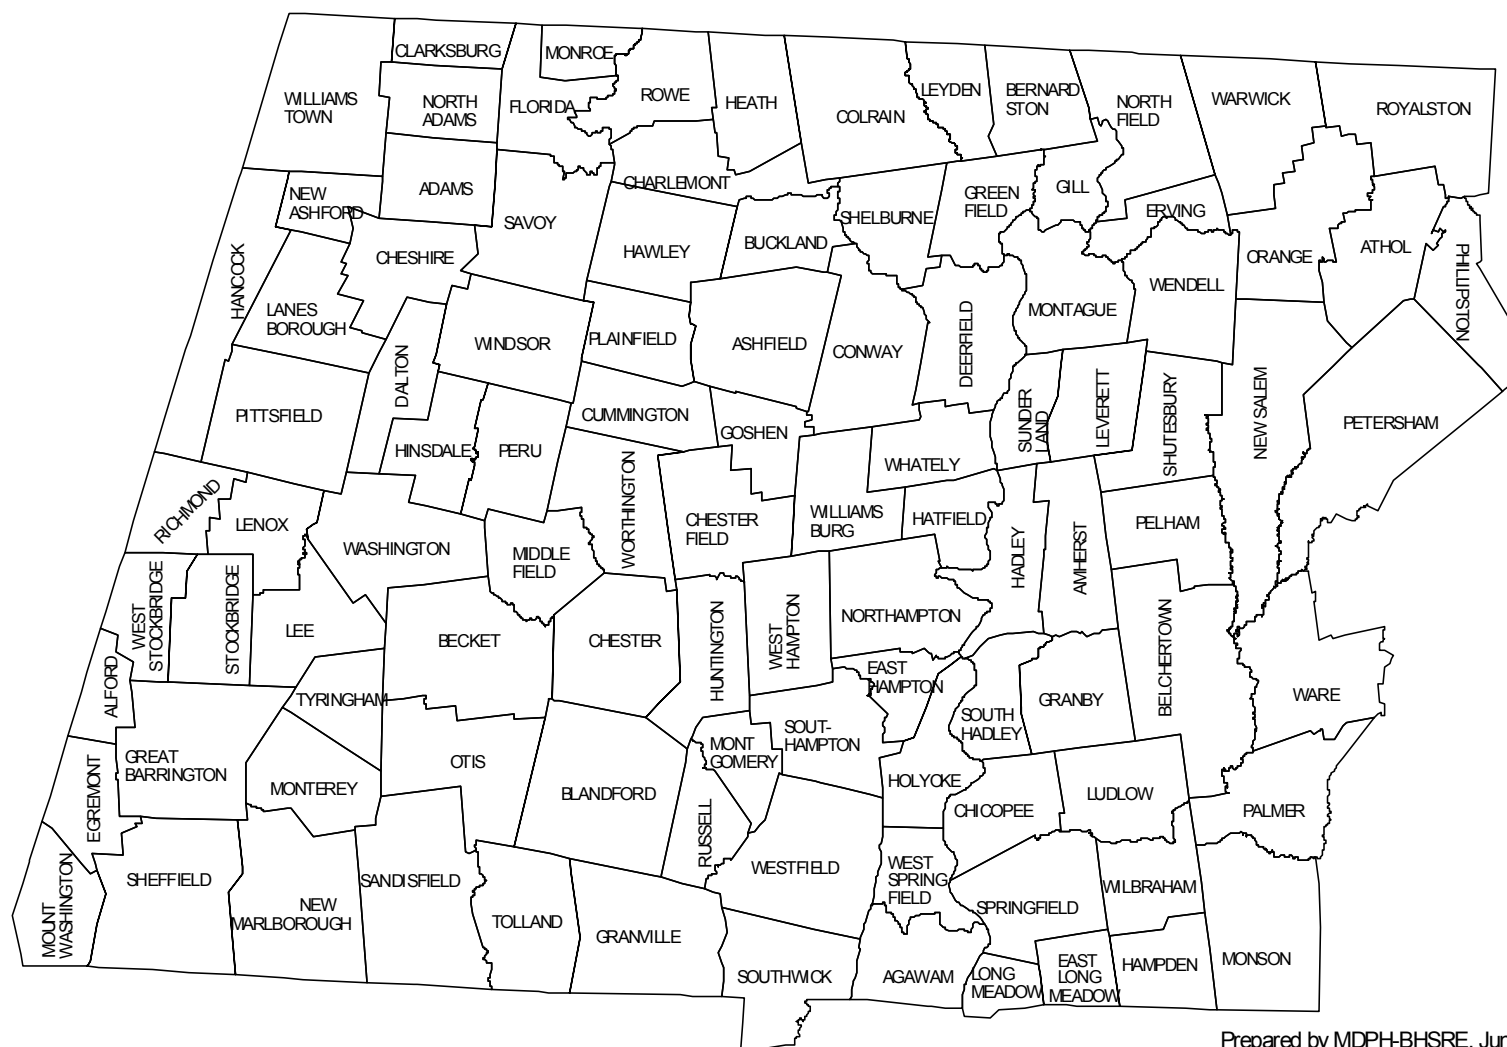 CLARKSBURG
MONROE
WILLIAMS
TOWN
NORTH
ADAMS
FLORIDA
ROWE
HEATH
COLRAIN
LEYDEN
BERNARD
STON
NORTH
FIELD
WARWICK
ROYALSTON
NEW
ASHFORD
ADAMS
SAVOY
CHARLEMONT
HAWLEY
BUCKLAND
SHELBURNE
GREEN
FIELD
GILL
ERVING
ORANGE
ATHOL
PHILLIPSTON
HANCOCK
LANES
BOROUGH
CHESHIRE
DALTON
WINDSOR
PLAINFIELD
ASHFIELD
CONWAY
DEERFIELD
MONTAGUE
WENDELL
PITTSFIELD
HINSDALE
PERU
CUMMINGTON
GOSHEN
WHATELY
SUNDER
LAND
LEVERETT
SHUTESBURY
NEW SALEM
PETERSHAM
RICHMOND
LENOX
WASHINGTON
MIDDLE
FIELD
WORTHINGTON
CHESTER
FIELD
WILLIAMS
BURG
HATFIELD
HADLEY
AMHERST
PELHAM
WEST
STOCKBRIDGE
STOCKBRIDGE
LEE
BECKET
CHESTER
HUNTINGTON
WEST
HAMPTON
NORTHAMPTON
BELCHERTOWN
WARE
ALFORD
TYRINGHAM
EAST
HAMPTON
SOUTH
HADLEY
GRANBY
GREAT
BARRINGTON
MONTEREY
OTIS
BLANDFORD
MONT
GOMERY
SOUT-
HAMPTON
HOLYOKE
CHICOPEE
LUDLOW
PALMER
EGREMONT
RUSSELL
MOUNT
WASHINGTON
SHEFFIELD
NEW
MARLBOROUGH
SANDISFIELD
TOLLAND
GRANVILLE
WESTFIELD
WEST
SPRING
FIELD
SPRINGFIELD
WILBRAHAM
SOUTHWICK
AGAWAM
LONG
MEADOW
EAST
LONG
MEADOW
HAMPDEN
MONSON
Prepared by MDPH-BHSRE, Jun